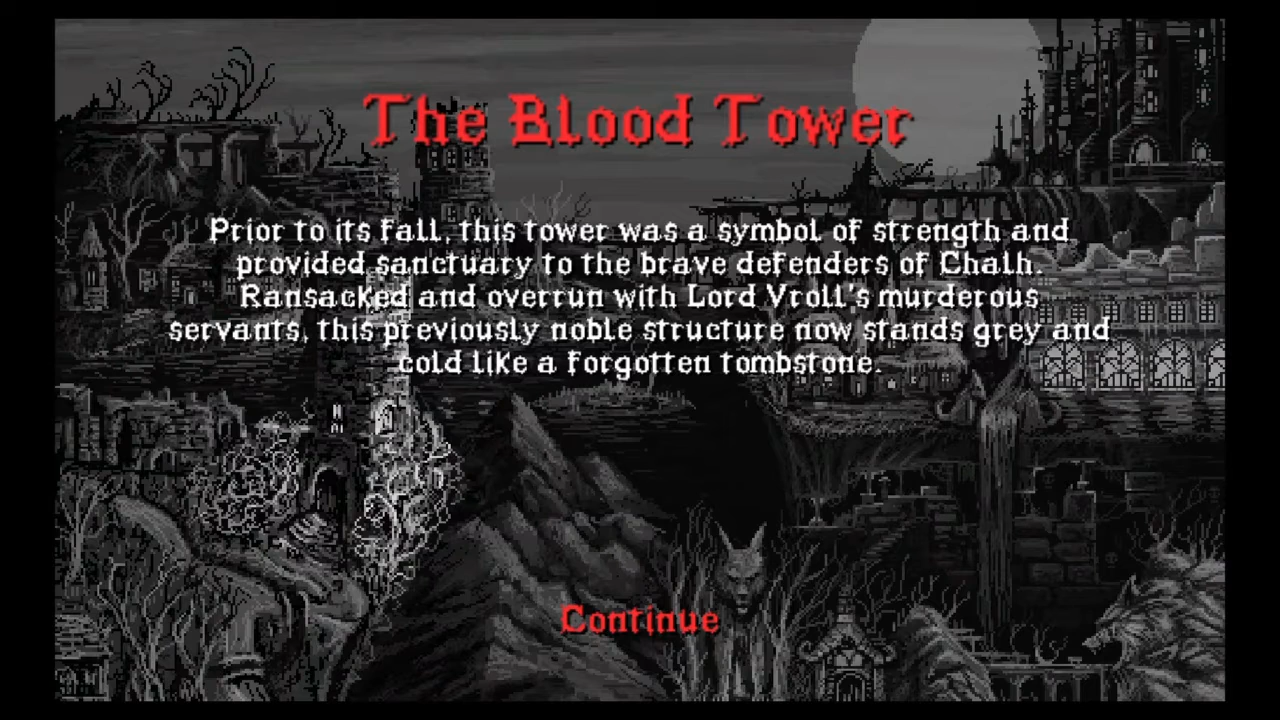 The Blood Tower
Prior to its fall, this tower was a symbol of strength and
provided sanctuary to the brave defenders of Chalh.
Ransacked and overrun with Lord Vroll's murderous
servants, this previously noble structure now stands grey and
cold like a forgotten tombstone.
Continue